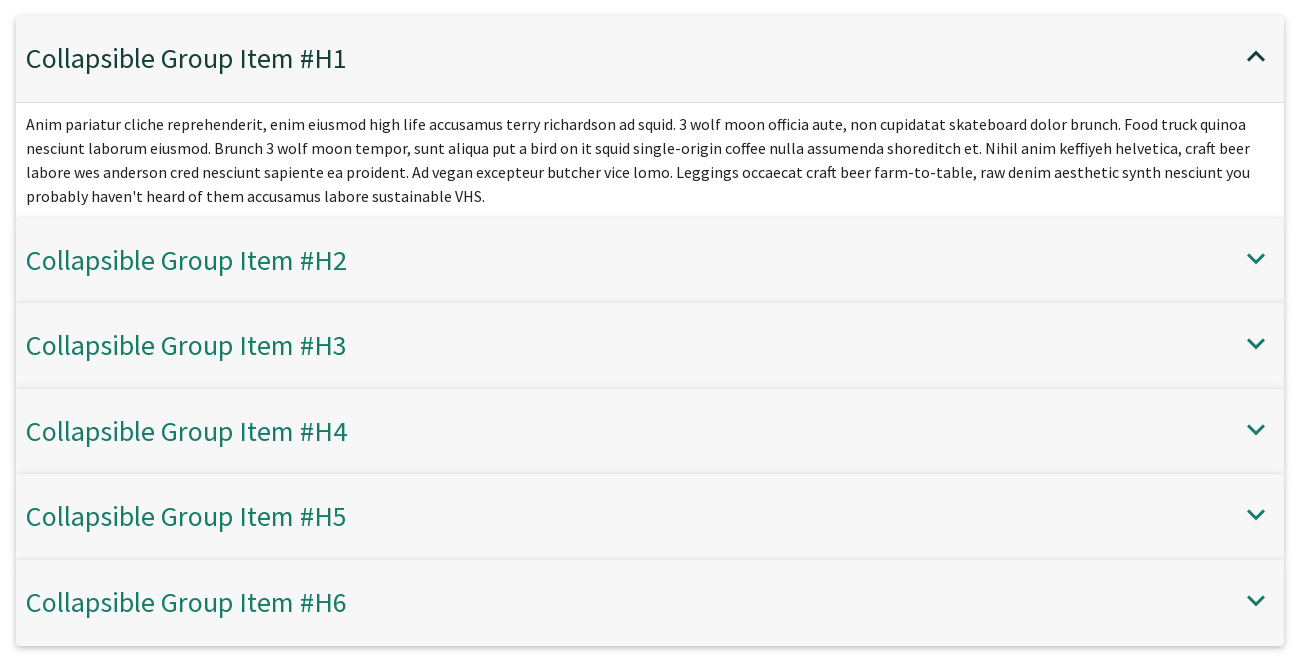 Collapsible Group Item #H1
Anim pariatur cliche reprehenderit, enim eiusmod high life accusamus terry richardson ad squid. 3 wolf moon officia aute, non cupidatat skateboard dolor brunch. Food truck quinoa
nesciunt laborum eiusmod. Brunch 3 wolf moon tempor, sunt aliqua put a bird on it squid single-origin coffee nulla assumenda shoreditch et. Nihil anim keffiyeh helvetica, craft beer
labore wes anderson cred nesciunt sapiente ea proident. Ad vegan excepteur butcher vice lomo. Leggings occaecat craft beer farm-to-table, raw denim aesthetic synth nesciunt you
probably haven't heard of them accusamus labore sustainable VHS.
Collapsible Group Item #H2
Collapsible Group Item #H3
Collapsible Group Item #H4
Collapsible Group Item #H5
Collapsible Group Item #H6